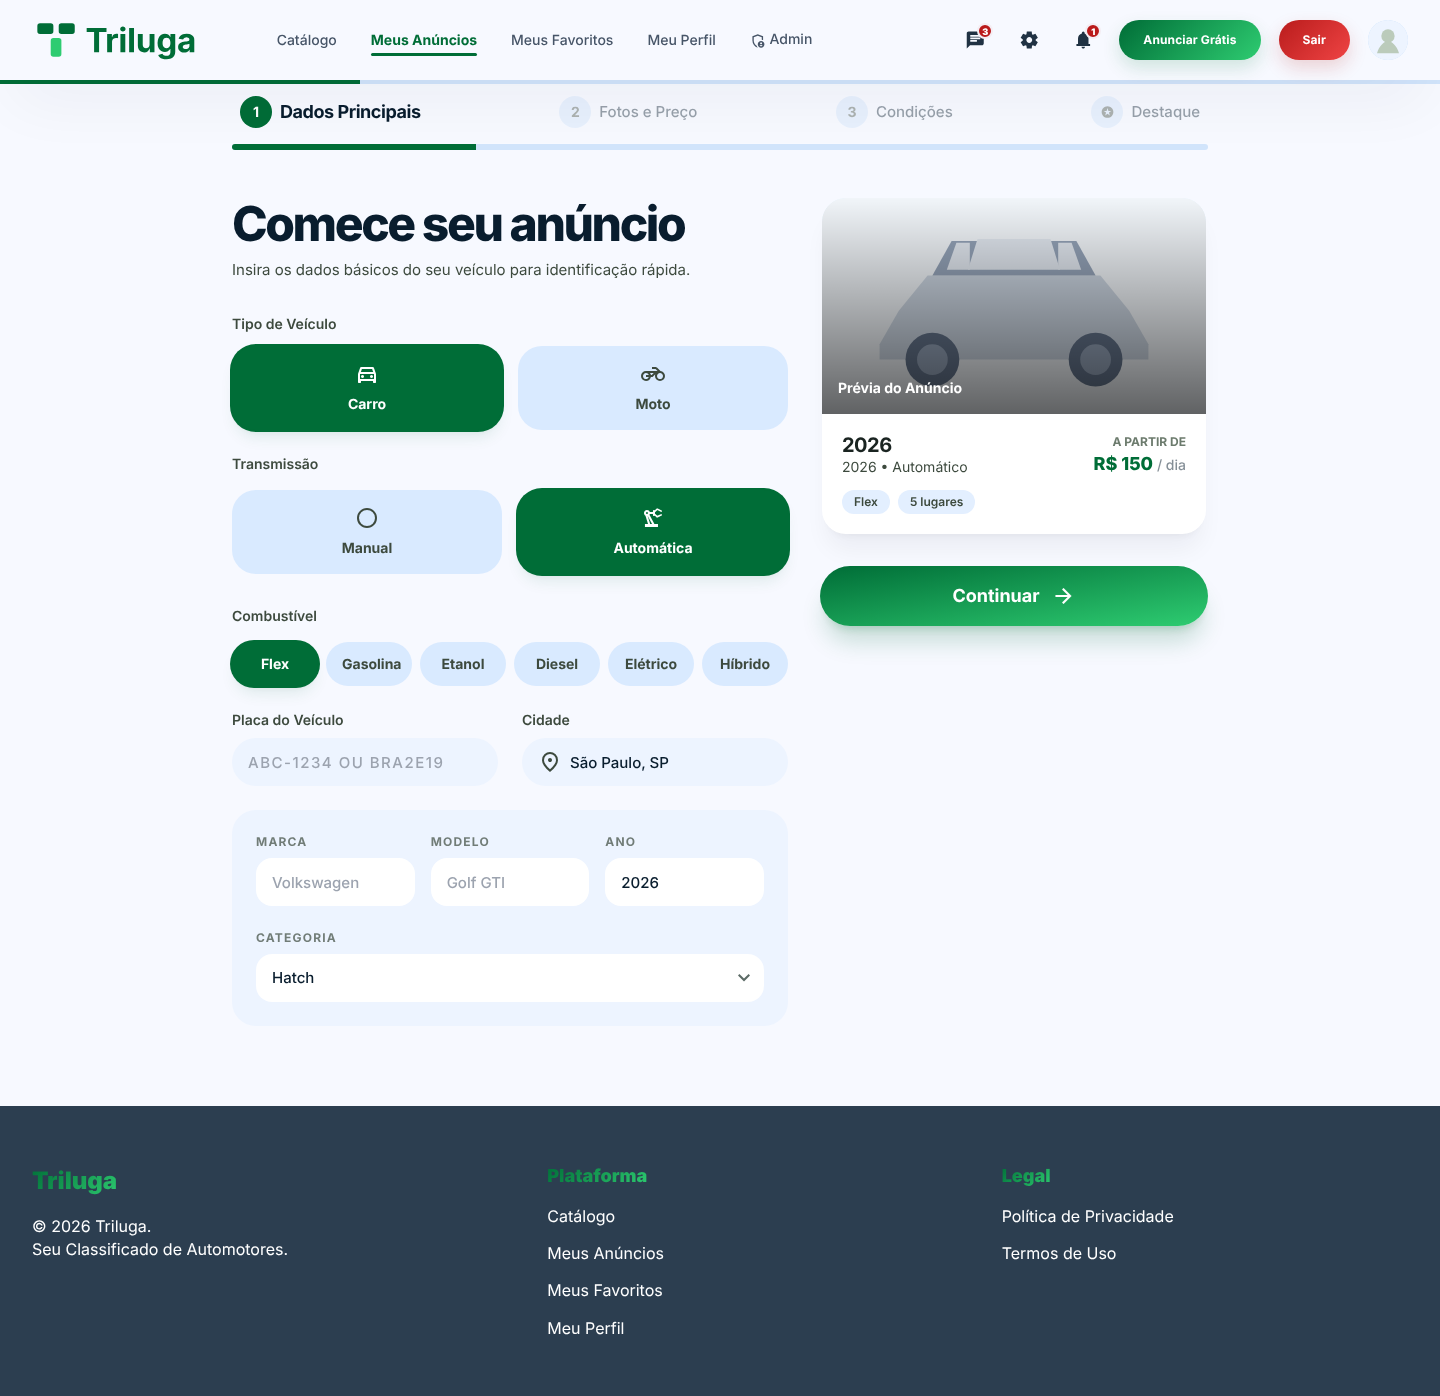 Triluga
Catálogo
Meus Anúncios
Meus Favoritos
Meu Perfil
Admin
3
1
Anunciar Grátis
Sair
1 Dados Principais
2 Fotos e Preço
3 Condições
Destaque
Comece seu anúncio
Insira os dados básicos do seu veículo para identificação rápida.
Tipo de Veículo
Carro
Moto
Transmissão
Manual
Automática
Combustível
Flex
Gasolina
Etanol
Diesel
Elétrico
Híbrido
Placa do Veículo
ABC-1234 OU BRA2E19
Cidade
São Paulo, SP
MARCA
Volkswagen
MODELO
Golf GTI
ANO
2026
CATEGORIA
Hatch
Prévia do Anúncio
2026
2026 • Automático
A PARTIR DE
R$ 150 / dia
Flex
5 lugares
Continuar
Triluga
© 2026 Triluga.
Seu Classificado de Automotores.
Plataforma
Catálogo
Meus Anúncios
Meus Favoritos
Meu Perfil
Legal
Política de Privacidade
Termos de Uso